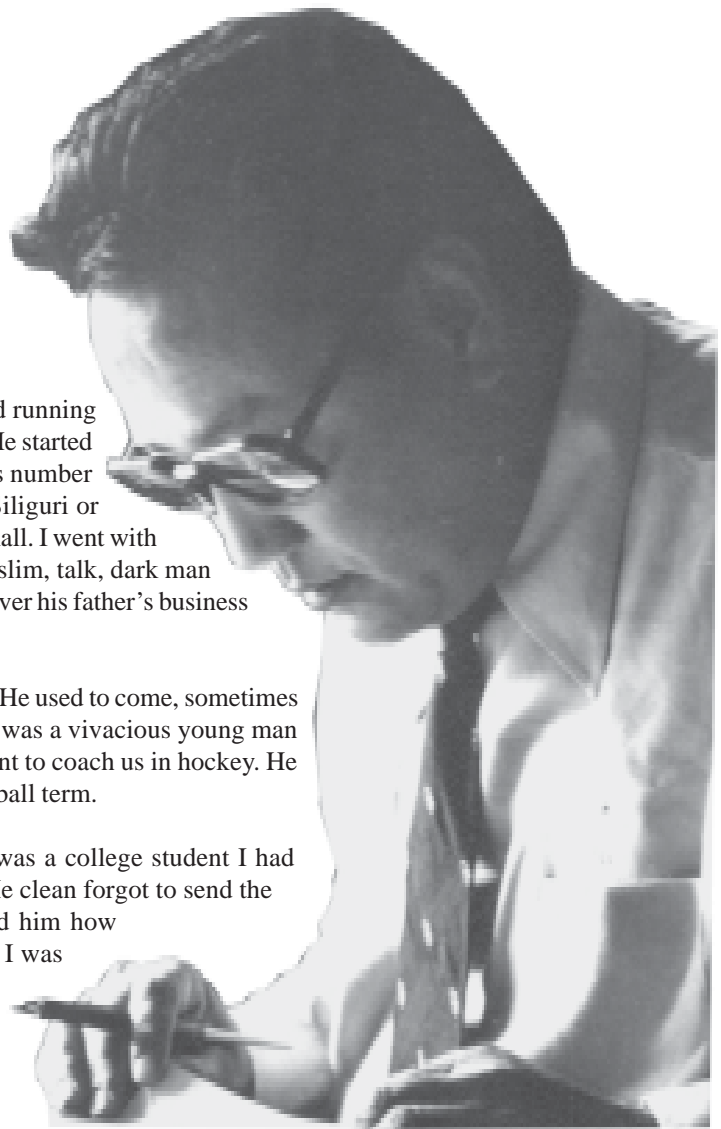 d running
He started
s number
Siliguri or
all. I went with
slim, talk, dark man
ver his father's business
He used to come, sometimes
was a vivacious young man
nt to coach us in hockey. He
ball term.
was a college student I had
He clean forgot to send the
d him how
I was